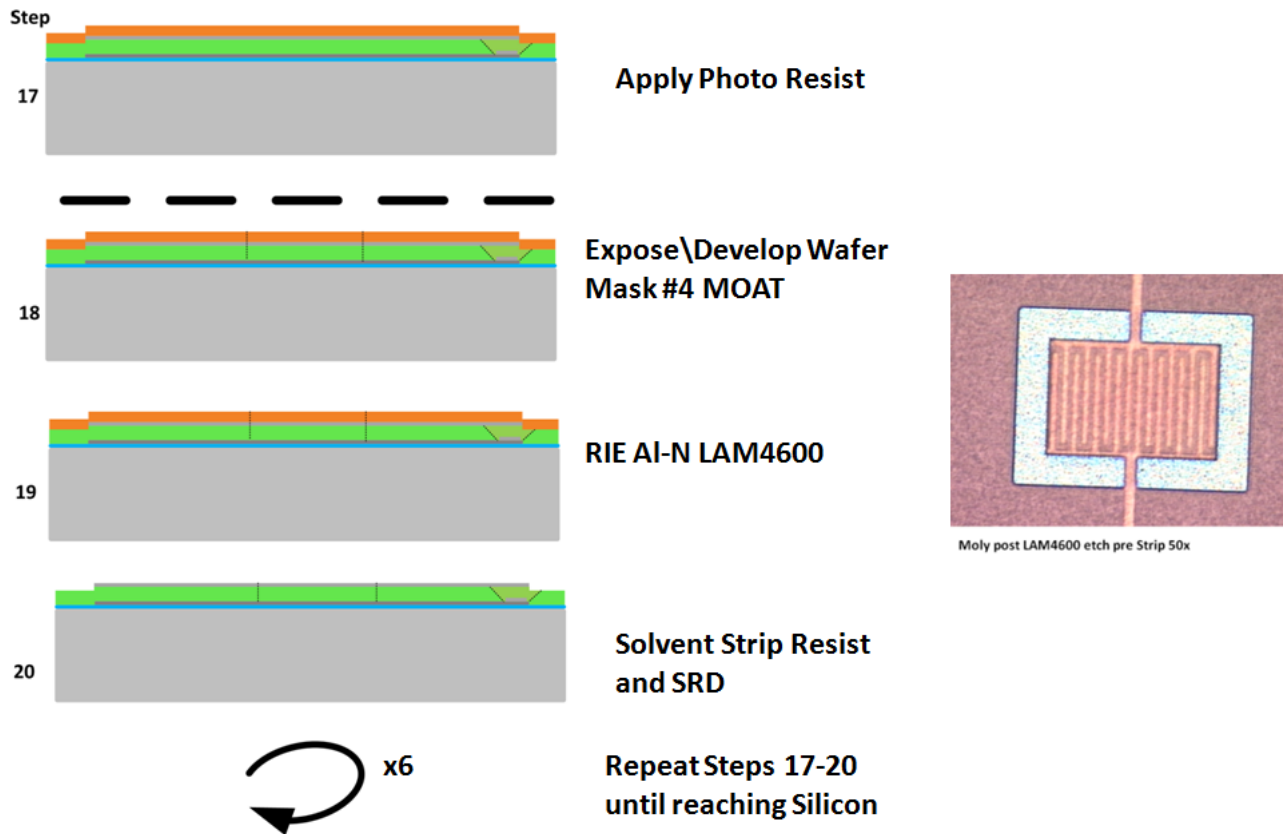 Step
17
Apply Photo Resist
18
Expose\Develop Wafer
Mask #4 MOAT
19
RIE Al-N LAM4600
Moly post LAM4600 etch pre Strip 50x
20
Solvent Strip Resist
and SRD
x6
Repeat Steps 17-20
until reaching Silicon